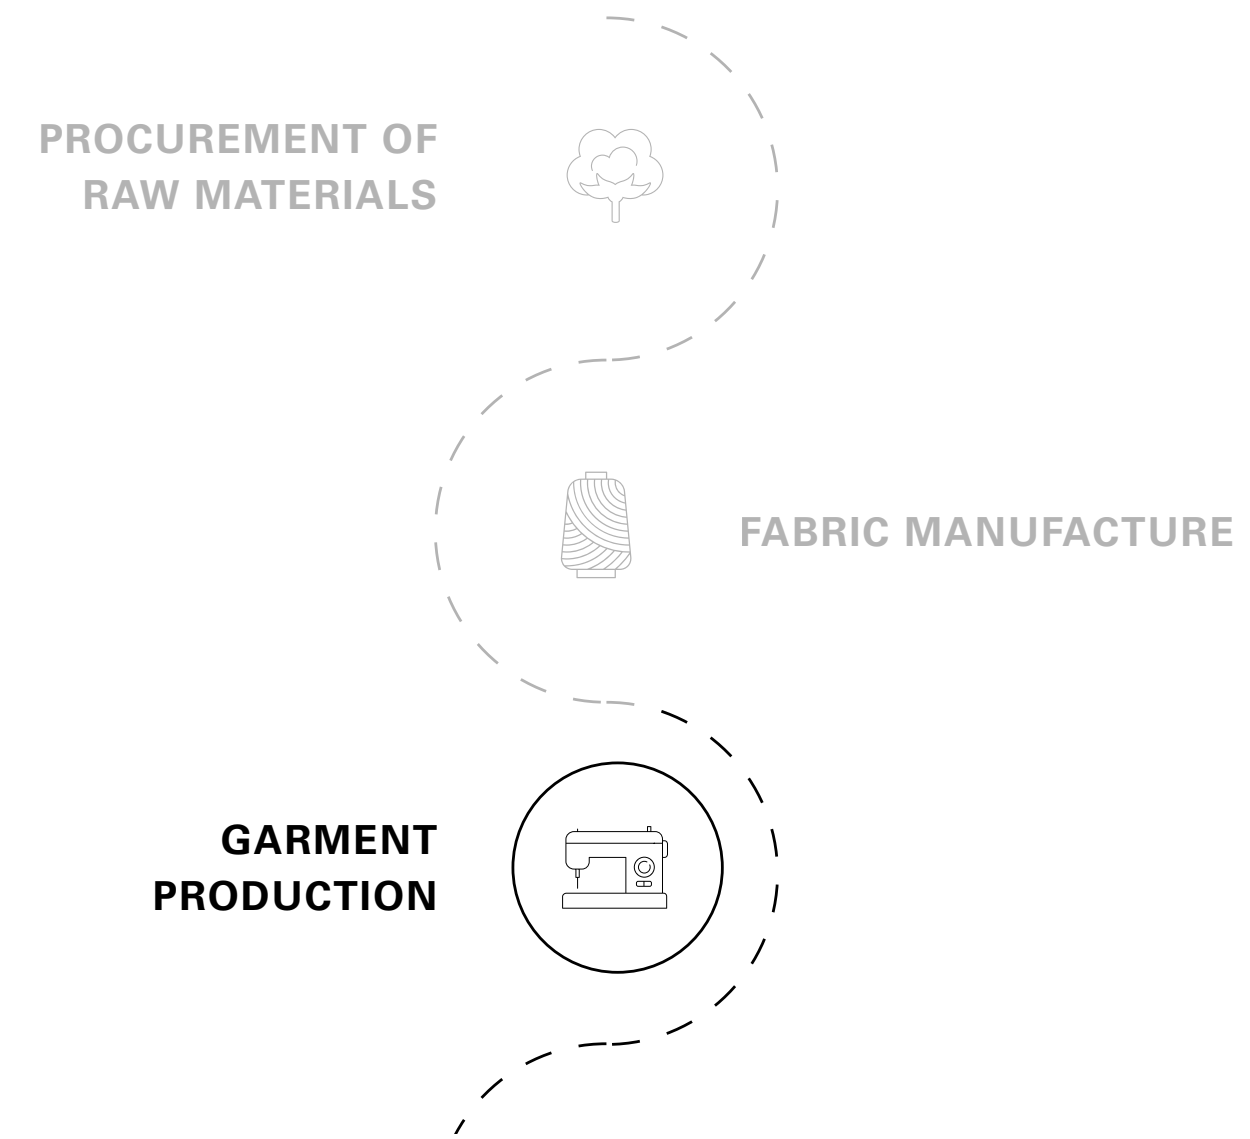 PROCUREMENT OF
RAW MATERIALS
FABRIC MANUFACTURE
GARMENT
PRODUCTION